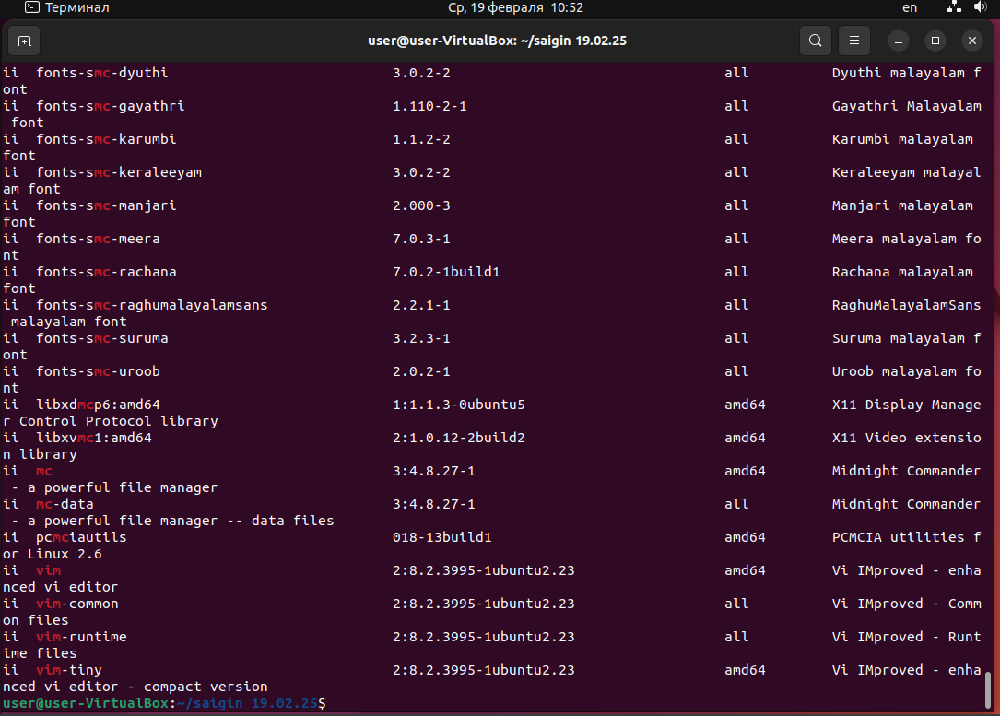 Терминал Ср, 19 февраля 10:52 en
user@user-VirtualBox: ~/saigin 19.02.25
ii  fonts-smc-dyuthi 3.0.2-2 all Dyuthi malayalam f
ont
ii  fonts-smc-gayathri 1.110-2-1 all Gayathri Malayalam
 font
ii  fonts-smc-karumbi 1.1.2-2 all Karumbi malayalam
font
ii  fonts-smc-keraleeyam 3.0.2-2 all Keraleeyam malayal
am font
ii  fonts-smc-manjari 2.000-3 all Manjari malayalam
font
ii  fonts-smc-meera 7.0.3-1 all Meera malayalam fo
nt
ii  fonts-smc-rachana 7.0.2-1build1 all Rachana malayalam
font
ii  fonts-smc-raghumalayalamsans 2.2.1-1 all RaghuMalayalamSans
 malayalam font
ii  fonts-smc-suruma 3.2.3-1 all Suruma malayalam f
ont
ii  fonts-smc-uroob 2.0.2-1 all Uroob malayalam fo
nt
ii  libxdmcp6:amd64 1:1.1.3-0ubuntu5 amd64 X11 Display Manage
r Control Protocol library
ii  libxvmc1:amd64 2:1.0.12-2build2 amd64 X11 Video extensio
n library
ii  mc 3:4.8.27-1 amd64 Midnight Commander
 - a powerful file manager
ii  mc-data 3:4.8.27-1 all Midnight Commander
 - a powerful file manager -- data files
ii  pcmciautils 018-13build1 amd64 PCMCIA utilities f
or Linux 2.6
ii  vim 2:8.2.3995-1ubuntu2.23 amd64 Vi IMproved - enha
nced vi editor
ii  vim-common 2:8.2.3995-1ubuntu2.23 all Vi IMproved - Comm
on files
ii  vim-runtime 2:8.2.3995-1ubuntu2.23 all Vi IMproved - Runt
ime files
ii  vim-tiny 2:8.2.3995-1ubuntu2.23 amd64 Vi IMproved - enha
nced vi editor - compact version
user@user-VirtualBox:~/saigin 19.02.25$